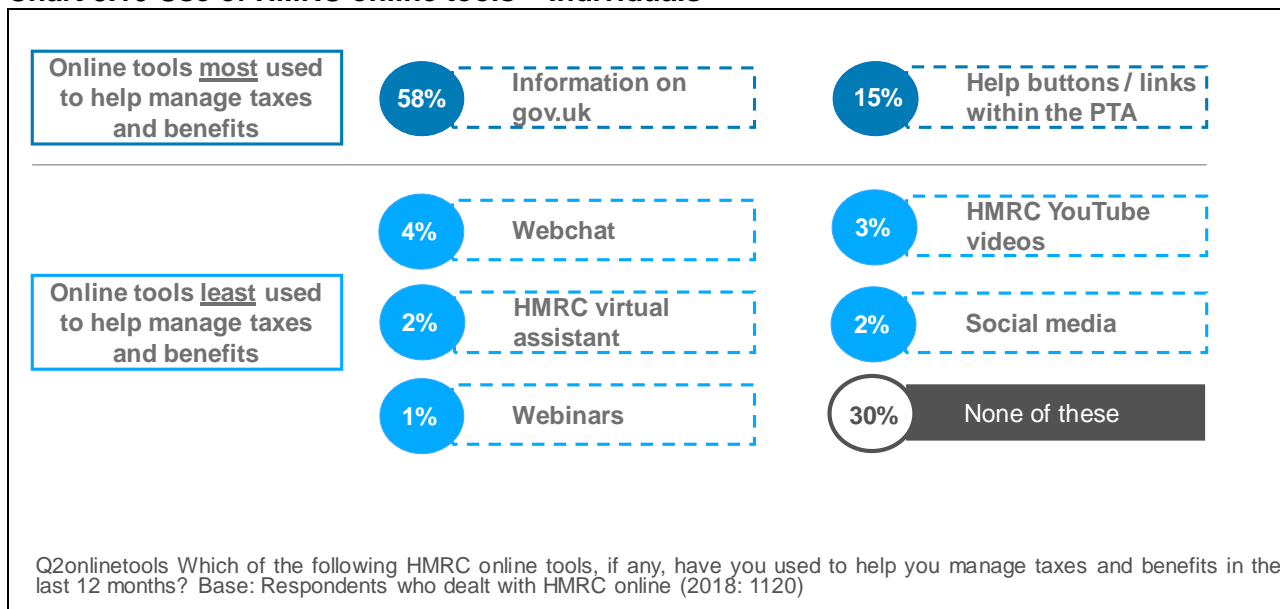 Online tools most used
to help manage taxes
and benefits
58%
Information on
gov.uk
15%
Help buttons / links
within the PTA
Online tools least used
to help manage taxes
and benefits
4%
Webchat
3%
HMRC YouTube
videos
2%
HMRC virtual
assistant
2%
Social media
1%
Webinars
30%
None of these
Q2onlinetools Which of the following HMRC online tools, if any, have you used to help you manage taxes and benefits in the
last 12 months? Base: Respondents who dealt with HMRC online (2018: 1120)